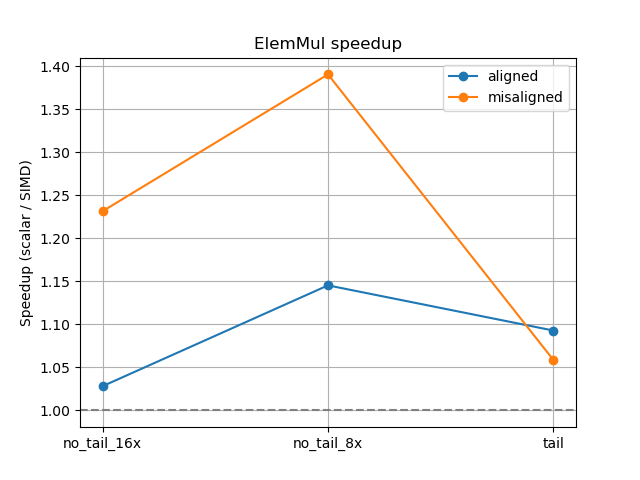 ElemMul speedup
aligned
misaligned
Speedup (scalar / SIMD)
1.40
1.35
1.30
1.25
1.20
1.15
1.10
1.05
1.00
no_tail_16x
no_tail_8x
tail